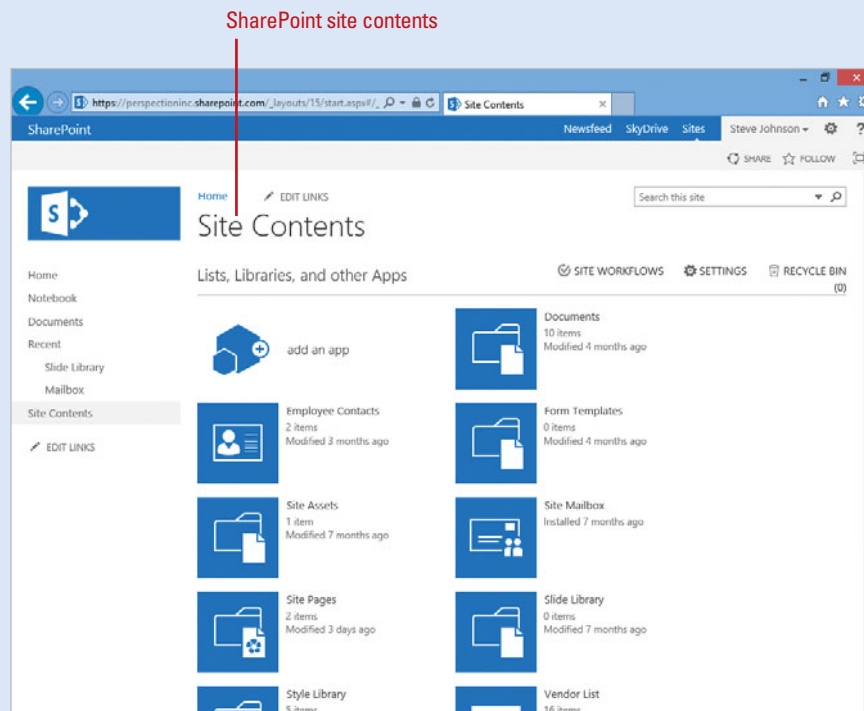 SharePoint site contents
https://perspectioninc.sharepoint.com/_layouts/15/start.aspx#/_
Site Contents
SharePoint
Newsfeed SkyDrive Sites Steve Johnson ?
SHARE FOLLOW
S
Home EDIT LINKS
Search this site
Site Contents
Home
Notebook
Documents
Recent
Slide Library
Mailbox
Site Contents
EDIT LINKS
Lists, Libraries, and other Apps
SITE WORKFLOWS SETTINGS RECYCLE BIN
(0)
add an app
Documents
10 items
Modified 4 months ago
Employee Contacts
2 items
Modified 3 months ago
Form Templates
0 items
Modified 4 months ago
Site Assets
1 item
Modified 7 months ago
Site Mailbox
Installed 7 months ago
Site Pages
2 items
Modified 3 days ago
Slide Library
0 items
Modified 7 months ago
Style Library
5 items
Vendor List
16 items